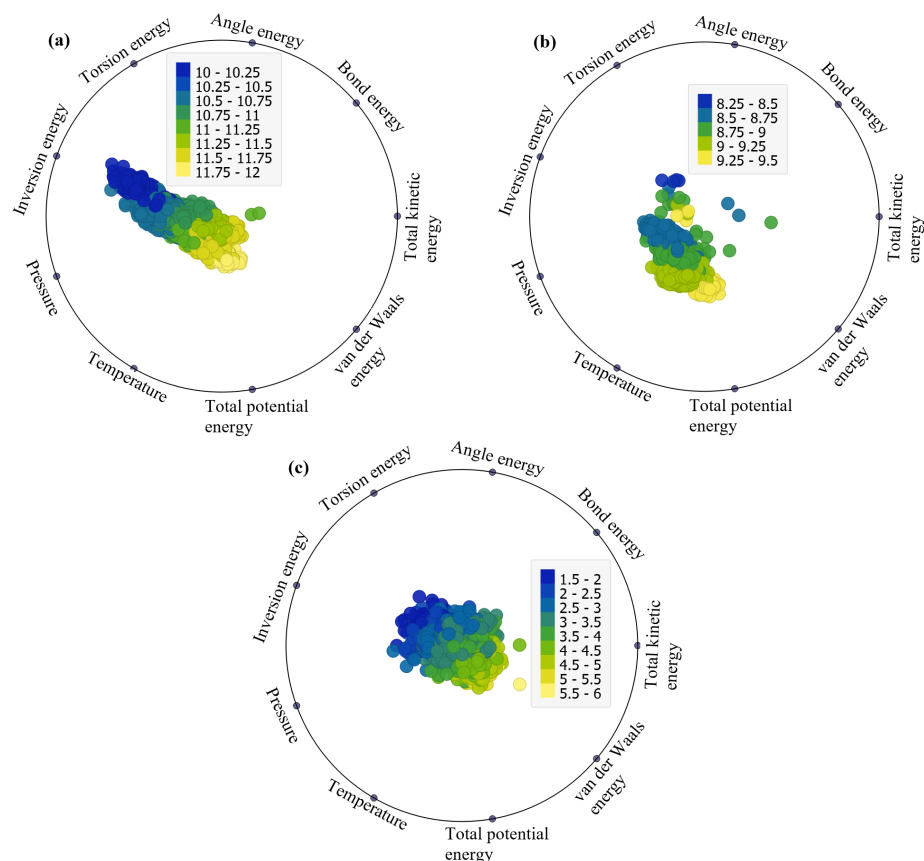 (a)
Angle energy
Torsion energy
Bond energy
Inversion energy
10 - 10.25
10.25 - 10.5
10.5 - 10.75
10.75 - 11
11 - 11.25
11.25 - 11.5
11.5 - 11.75
11.75 - 12
Total kinetic
energy
Pressure
van der Waals
energy
Temperature
Total potential
energy
(b)
Angle energy
Torsion energy
Bond energy
Inversion energy
8.25 - 8.5
8.5 - 8.75
8.75 - 9
9 - 9.25
9.25 - 9.5
Total kinetic
energy
Pressure
van der Waals
energy
Temperature
Total potential
energy
(c)
Angle energy
Torsion energy
Bond energy
Inversion energy
1.5 - 2
2 - 2.5
2.5 - 3
3 - 3.5
3.5 - 4
4 - 4.5
4.5 - 5
5 - 5.5
5.5 - 6
Total kinetic
energy
Pressure
van der Waals
energy
Temperature
Total potential
energy